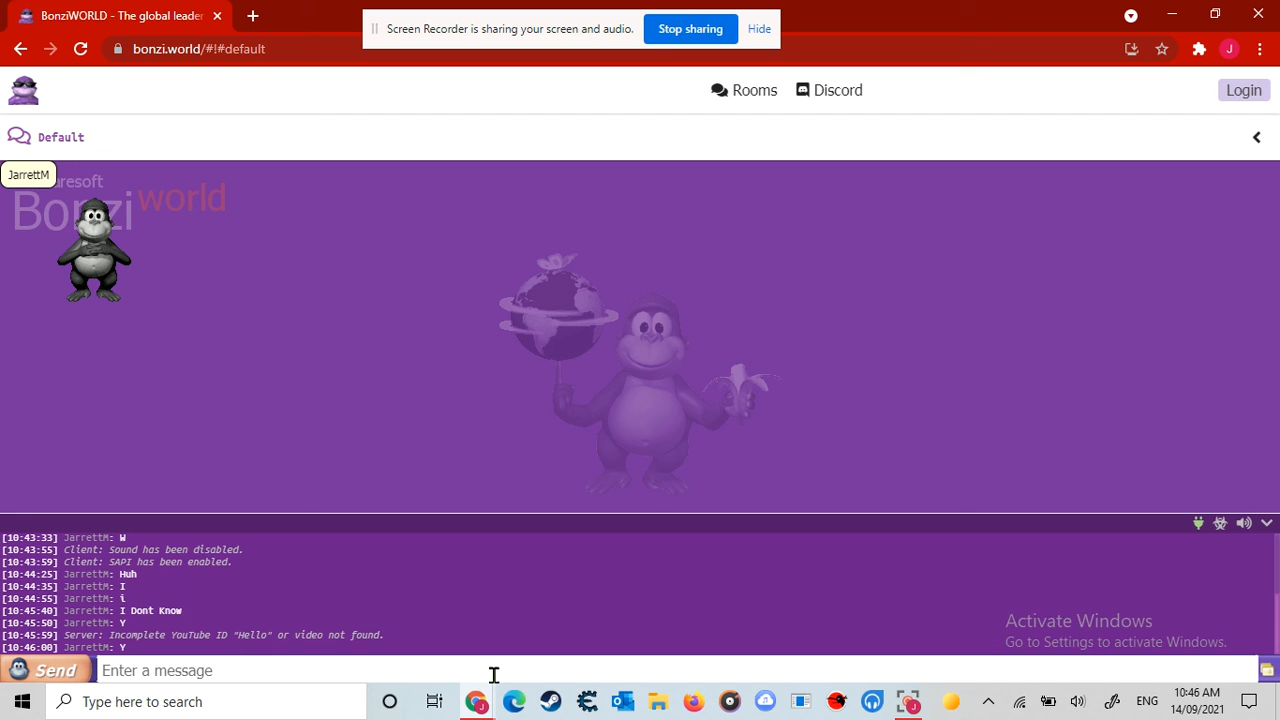 BonziWORLD - The global leader
Screen Recorder is sharing your screen and audio.
Stop sharing
Hide
bonzi.world/#!#default
J
Rooms
Discord
Login
Default
JarrettM
Bonzi world
[10:43:33] JarrettM: W
[10:43:55] Client: Sound has been disabled.
[10:43:59] Client: SAPI has been enabled.
[10:44:25] JarrettM: Huh
[10:44:35] JarrettM: I
[10:44:55] JarrettM: i
[10:45:40] JarrettM: I Dont Know
[10:45:50] JarrettM: Y
[10:45:59] Server: Incomplete YouTube ID "Hello" or video not found.
[10:46:00] JarrettM: Y
Activate Windows
Go to Settings to activate Windows.
Send
Enter a message
Type here to search
ENG
10:46 AM
14/09/2021